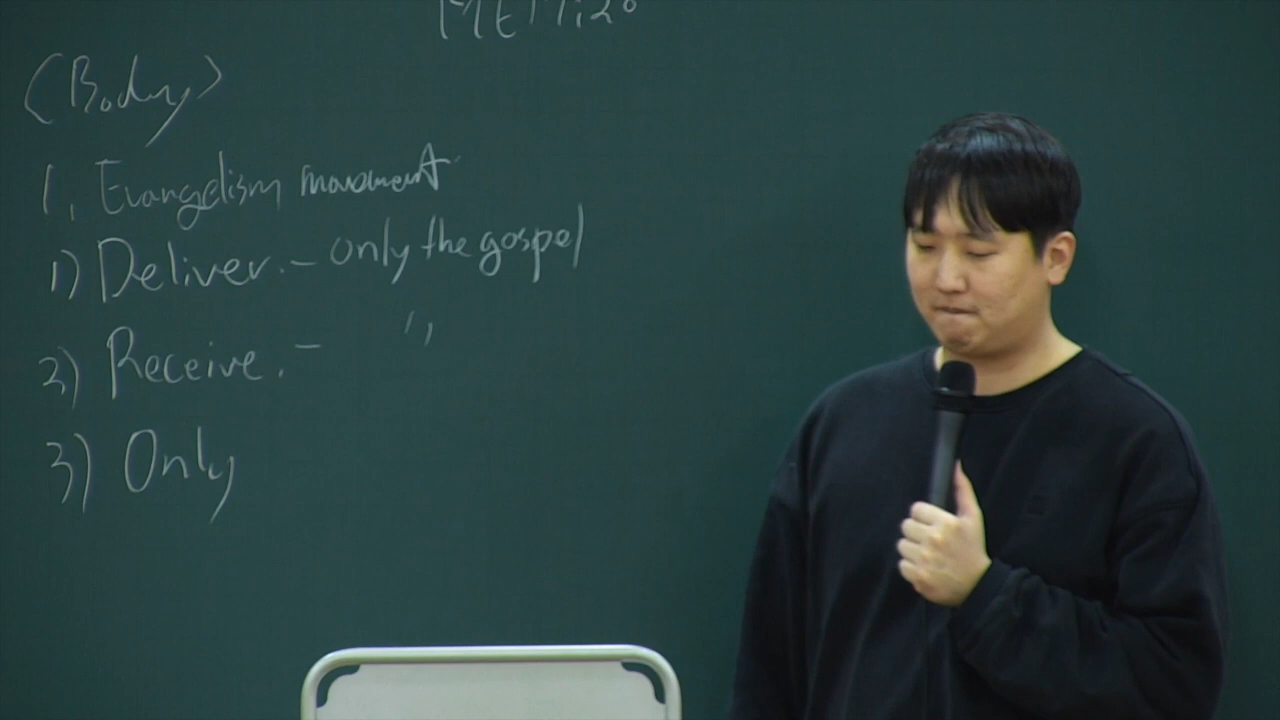 <Body>
1, Evangelism movement
1) Deliver. - only the gospel
2) Receive. - ''
3) Only